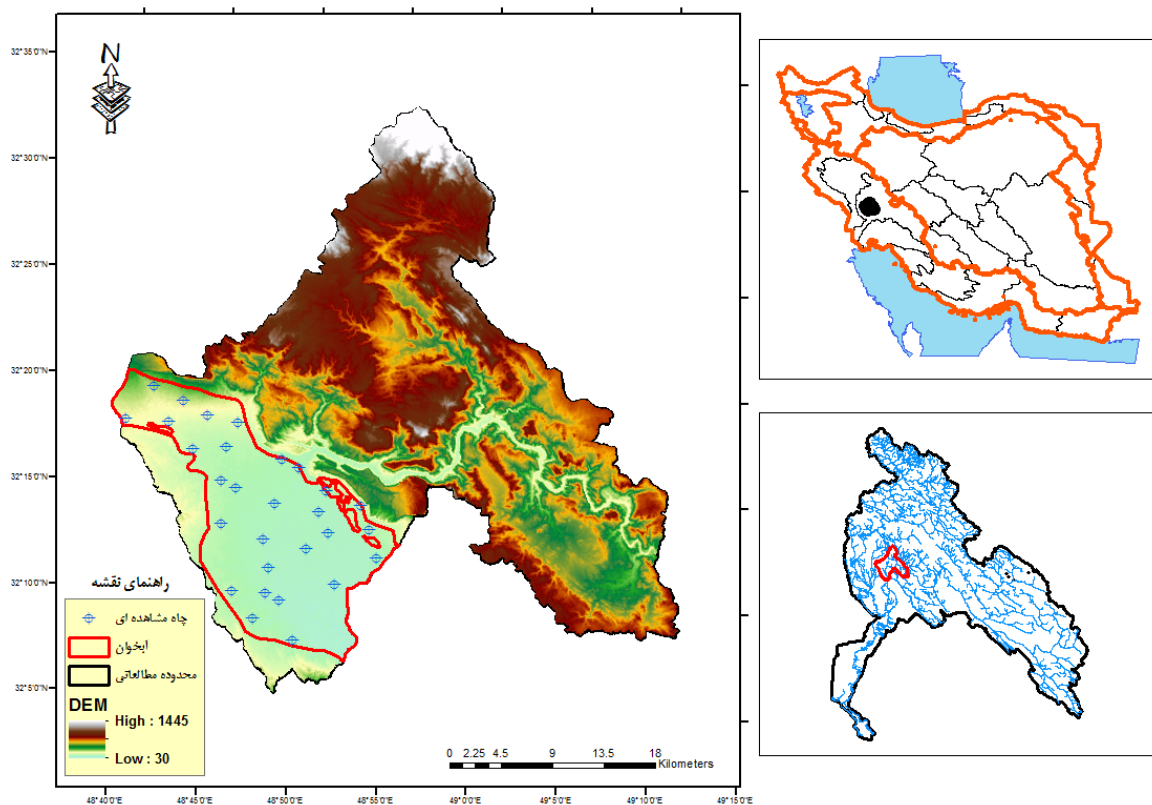 32°35'0"N
N
32°30'0"N
32°25'0"N
32°20'0"N
32°15'0"N
32°10'0"N
32°5'0"N
راهنمای نقشه
چاه مشاهده ای
ابخوان
محدوده مطالعاتی
DEM
High : 1445
Low : 30
0 2.25 4.5 9 13.5 18
Kilometers
48°40'0"E 48°45'0"E 48°50'0"E 48°55'0"E 49°0'0"E 49°5'0"E 49°10'0"E 49°15'0"E